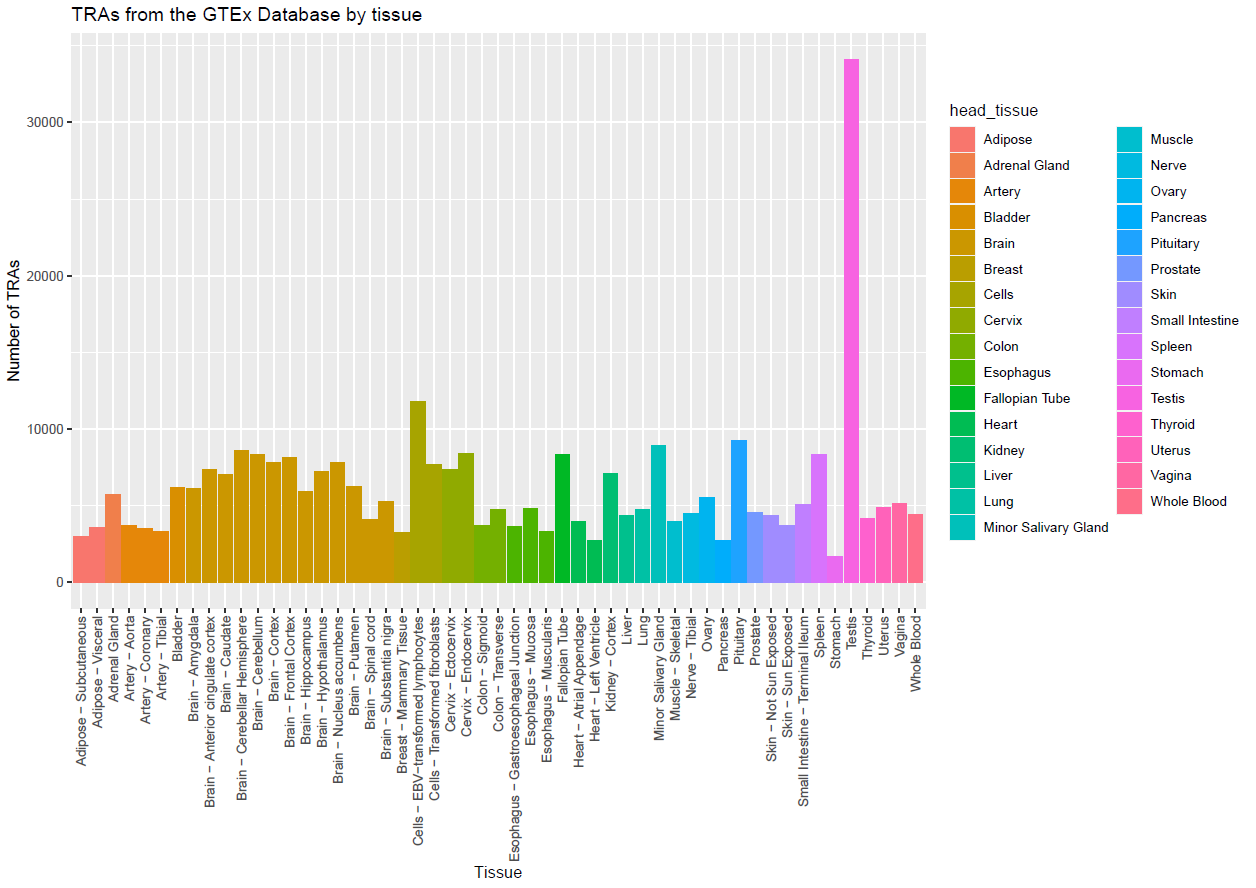 TRAs from the GTEx Database by tissue
Number of TRAs
30000
20000
10000
0
Adipose − Subcutaneous
Adipose − Visceral
Adrenal Gland
Artery − Aorta
Artery − Coronary
Artery − Tibial
Bladder
Brain − Amygdala
Brain − Anterior cingulate cortex
Brain − Caudate
Brain − Cerebellar Hemisphere
Brain − Cerebellum
Brain − Cortex
Brain − Frontal Cortex
Brain − Hippocampus
Brain − Hypothalamus
Brain − Nucleus accumbens
Brain − Putamen
Brain − Spinal cord
Brain − Substantia nigra
Breast − Mammary Tissue
Cells − EBV−transformed lymphocytes
Cells − Transformed fibroblasts
Cervix − Ectocervix
Cervix − Endocervix
Colon − Sigmoid
Colon − Transverse
Esophagus − Gastroesophageal Junction
Esophagus − Mucosa
Esophagus − Muscularis
Fallopian Tube
Heart − Atrial Appendage
Heart − Left Ventricle
Kidney − Cortex
Liver
Lung
Minor Salivary Gland
Muscle − Skeletal
Nerve − Tibial
Ovary
Pancreas
Pituitary
Prostate
Skin − Not Sun Exposed
Skin − Sun Exposed
Small Intestine − Terminal Ileum
Spleen
Stomach
Testis
Thyroid
Uterus
Vagina
Whole Blood
Tissue
head_tissue
Adipose
Adrenal Gland
Artery
Bladder
Brain
Breast
Cells
Cervix
Colon
Esophagus
Fallopian Tube
Heart
Kidney
Liver
Lung
Minor Salivary Gland
Muscle
Nerve
Ovary
Pancreas
Pituitary
Prostate
Skin
Small Intestine
Spleen
Stomach
Testis
Thyroid
Uterus
Vagina
Whole Blood